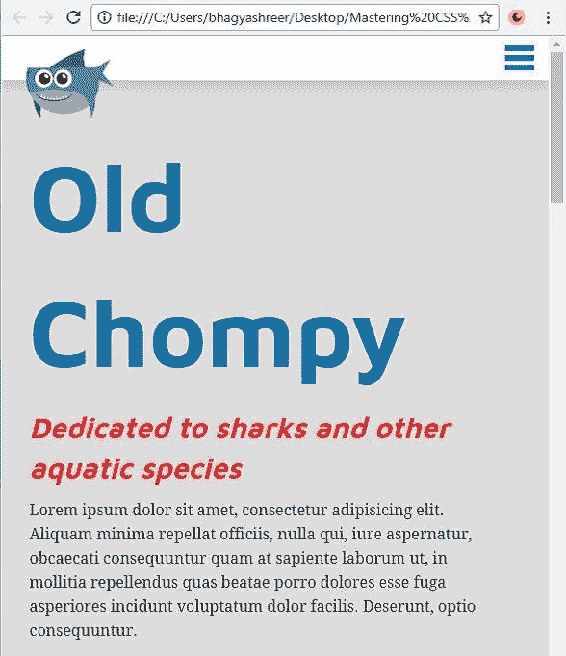 file:///C:/Users/bhagyashreer/Desktop/Mastering%20CSS%
Old
Chompy
Dedicated to sharks and other
aquatic species
Lorem ipsum dolor sit amet, consectetur adipisicing elit.
Aliquam minima repellat officiis, nulla qui, iure aspernatur,
obcaecati consequuntur quam at sapiente laborum ut, in
mollitia repellendus quas beatae porro dolores esse fuga
asperiores incidunt voluptatum dolor facilis. Deserunt, optio
consequuntur.